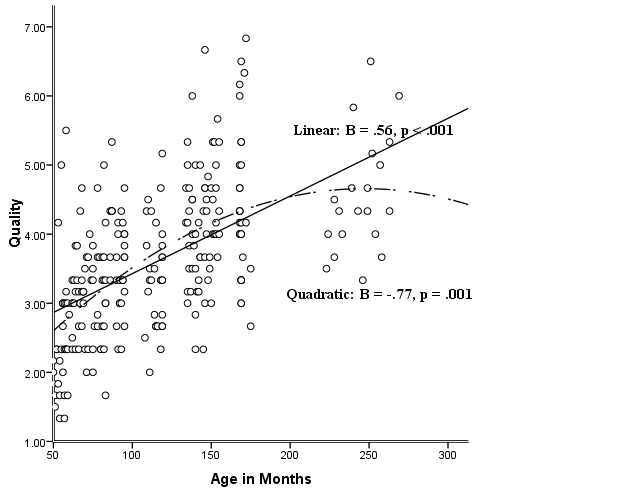 7.00
6.00
Linear: B = .56, p < .001
5.00
Quality
4.00
Quadratic: B = -.77, p = .001
3.00
2.00
1.00
50 100 150 200 250 300
Age in Months